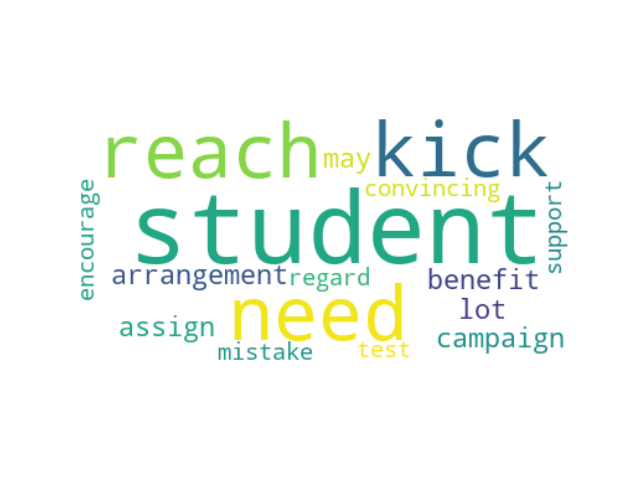 reach
kick
may
convincing
encourage
student
support
arrangement
regard
benefit
need
lot
assign
campaign
mistake
test